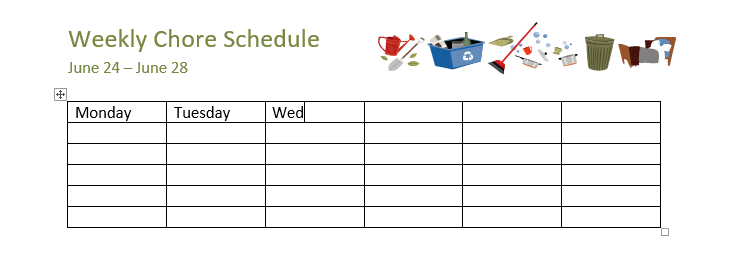 Weekly Chore Schedule
June 24 – June 28
Monday Tuesday Wed